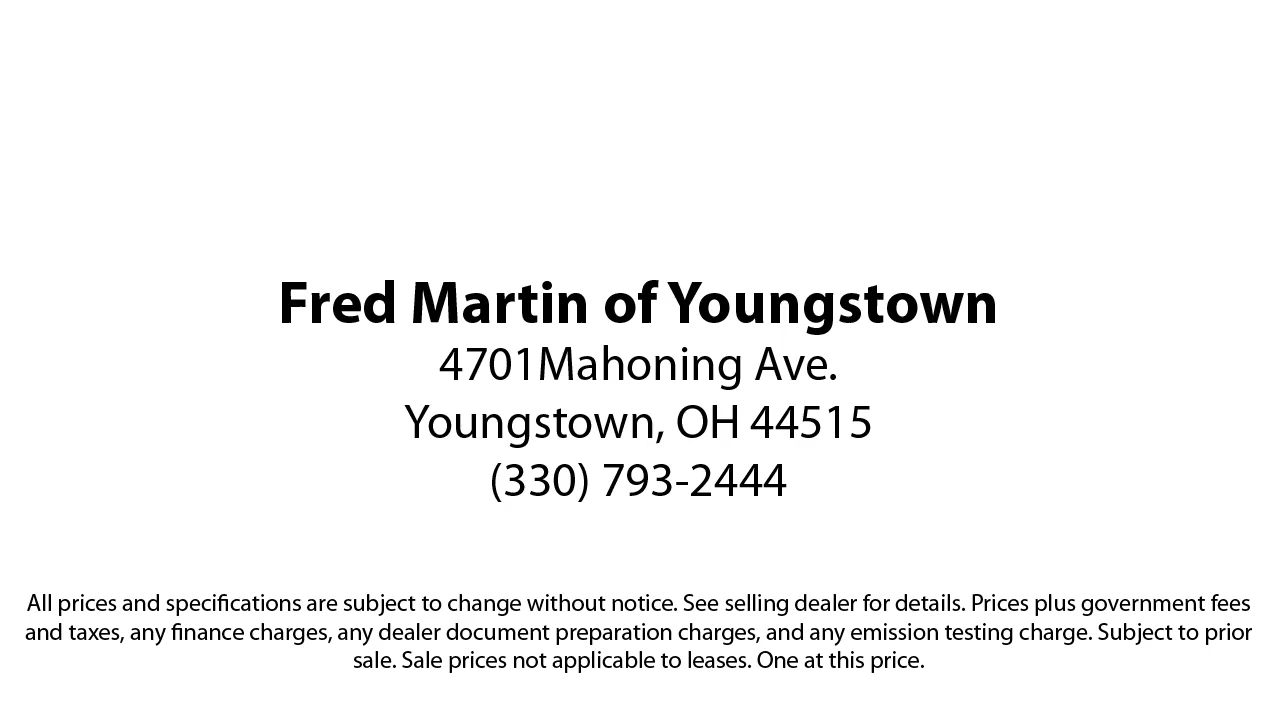 Fred Martin of Youngstown
4701Mahoning Ave.
Youngstown, OH 44515
(330) 793-2444
All prices and specifications are subject to change without notice. See selling dealer for details. Prices plus government fees
and taxes, any finance charges, any dealer document preparation charges, and any emission testing charge. Subject to prior
sale. Sale prices not applicable to leases. One at this price.